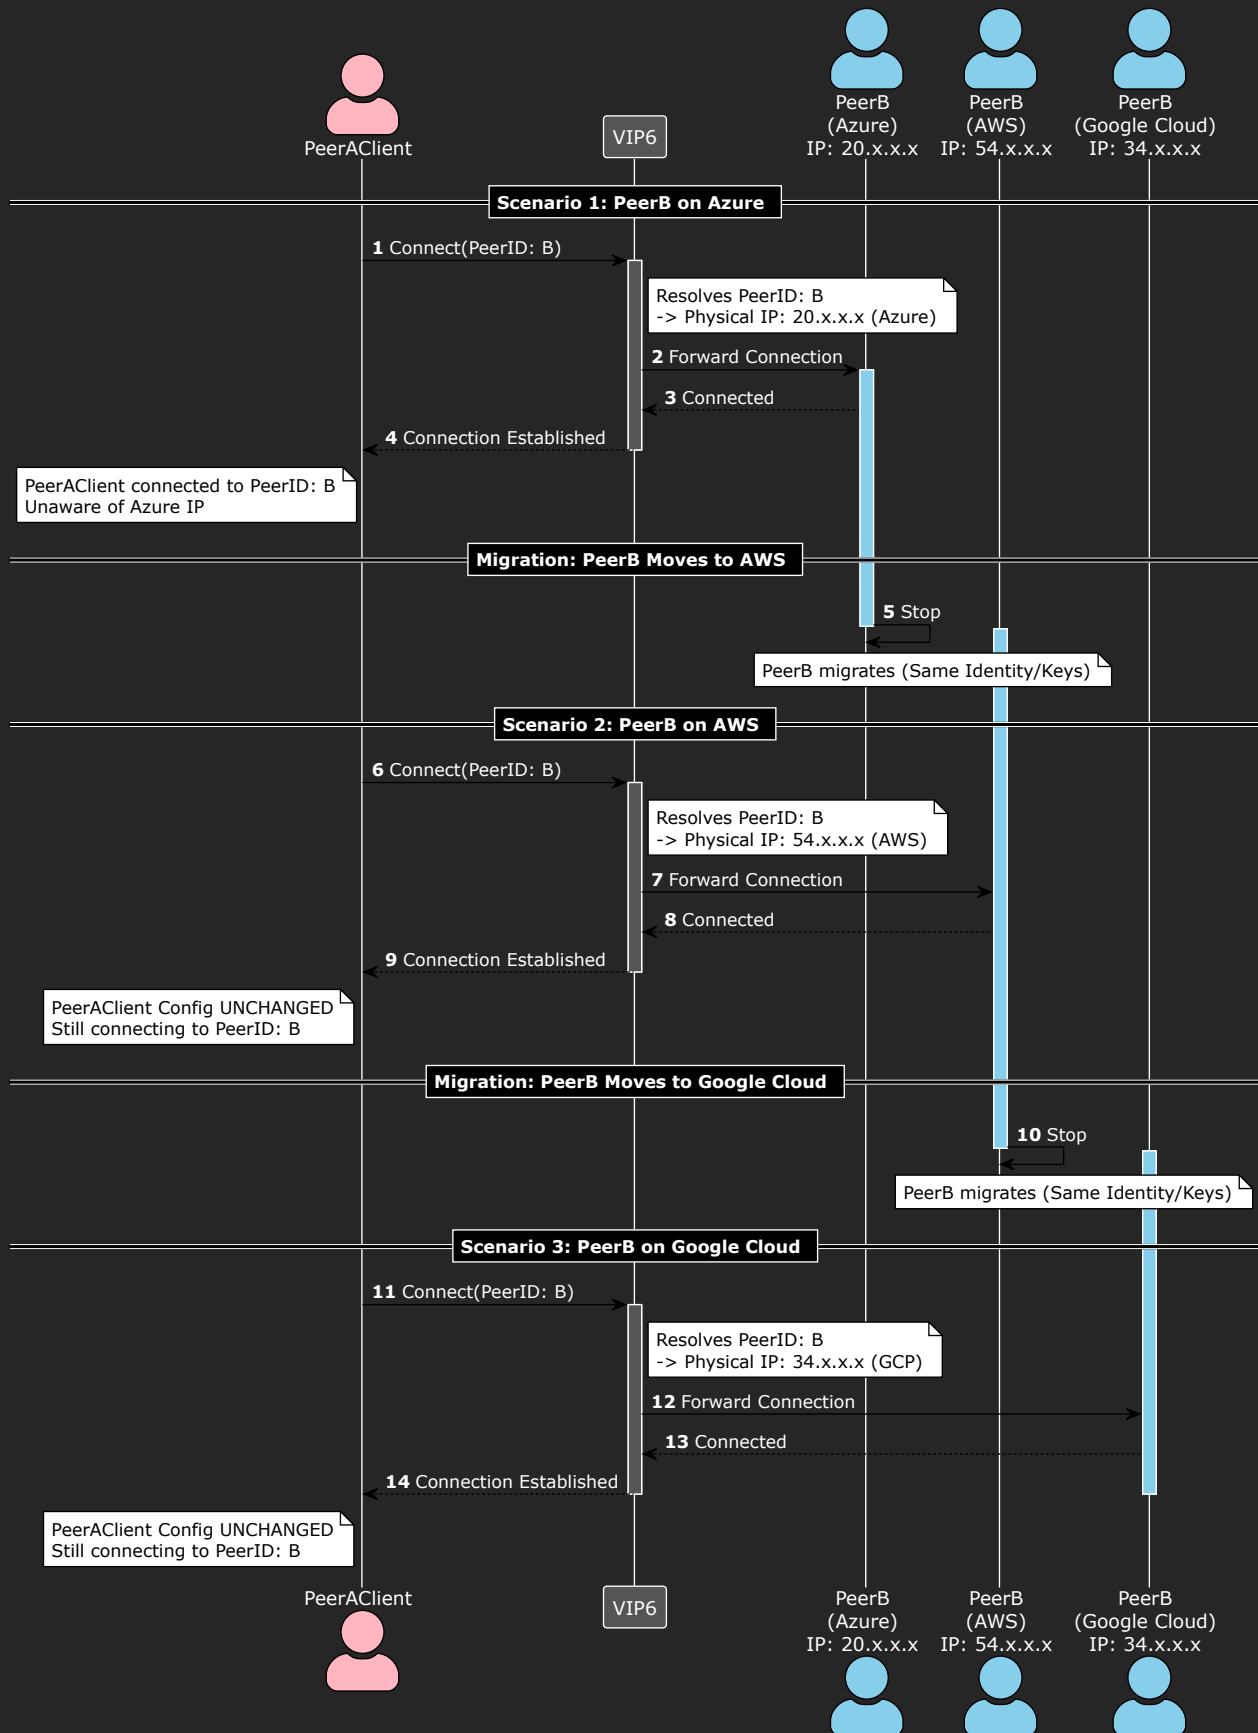 PeerAClient
VIP6
PeerB
(Azure)
IP: 20.x.x.x
PeerB
(AWS)
IP: 54.x.x.x
PeerB
(Google Cloud)
IP: 34.x.x.x
Scenario 1: PeerB on Azure
1 Connect(PeerID: B)
Resolves PeerID: B
-> Physical IP: 20.x.x.x (Azure)
2 Forward Connection
3 Connected
4 Connection Established
PeerAClient connected to PeerID: B
Unaware of Azure IP
Migration: PeerB Moves to AWS
5 Stop
PeerB migrates (Same Identity/Keys)
Scenario 2: PeerB on AWS
6 Connect(PeerID: B)
Resolves PeerID: B
-> Physical IP: 54.x.x.x (AWS)
7 Forward Connection
8 Connected
9 Connection Established
PeerAClient Config UNCHANGED
Still connecting to PeerID: B
Migration: PeerB Moves to Google Cloud
10 Stop
PeerB migrates (Same Identity/Keys)
Scenario 3: PeerB on Google Cloud
11 Connect(PeerID: B)
Resolves PeerID: B
-> Physical IP: 34.x.x.x (GCP)
12 Forward Connection
13 Connected
14 Connection Established
PeerAClient Config UNCHANGED
Still connecting to PeerID: B
PeerAClient
VIP6
PeerB
(Azure)
IP: 20.x.x.x
PeerB
(AWS)
IP: 54.x.x.x
PeerB
(Google Cloud)
IP: 34.x.x.x